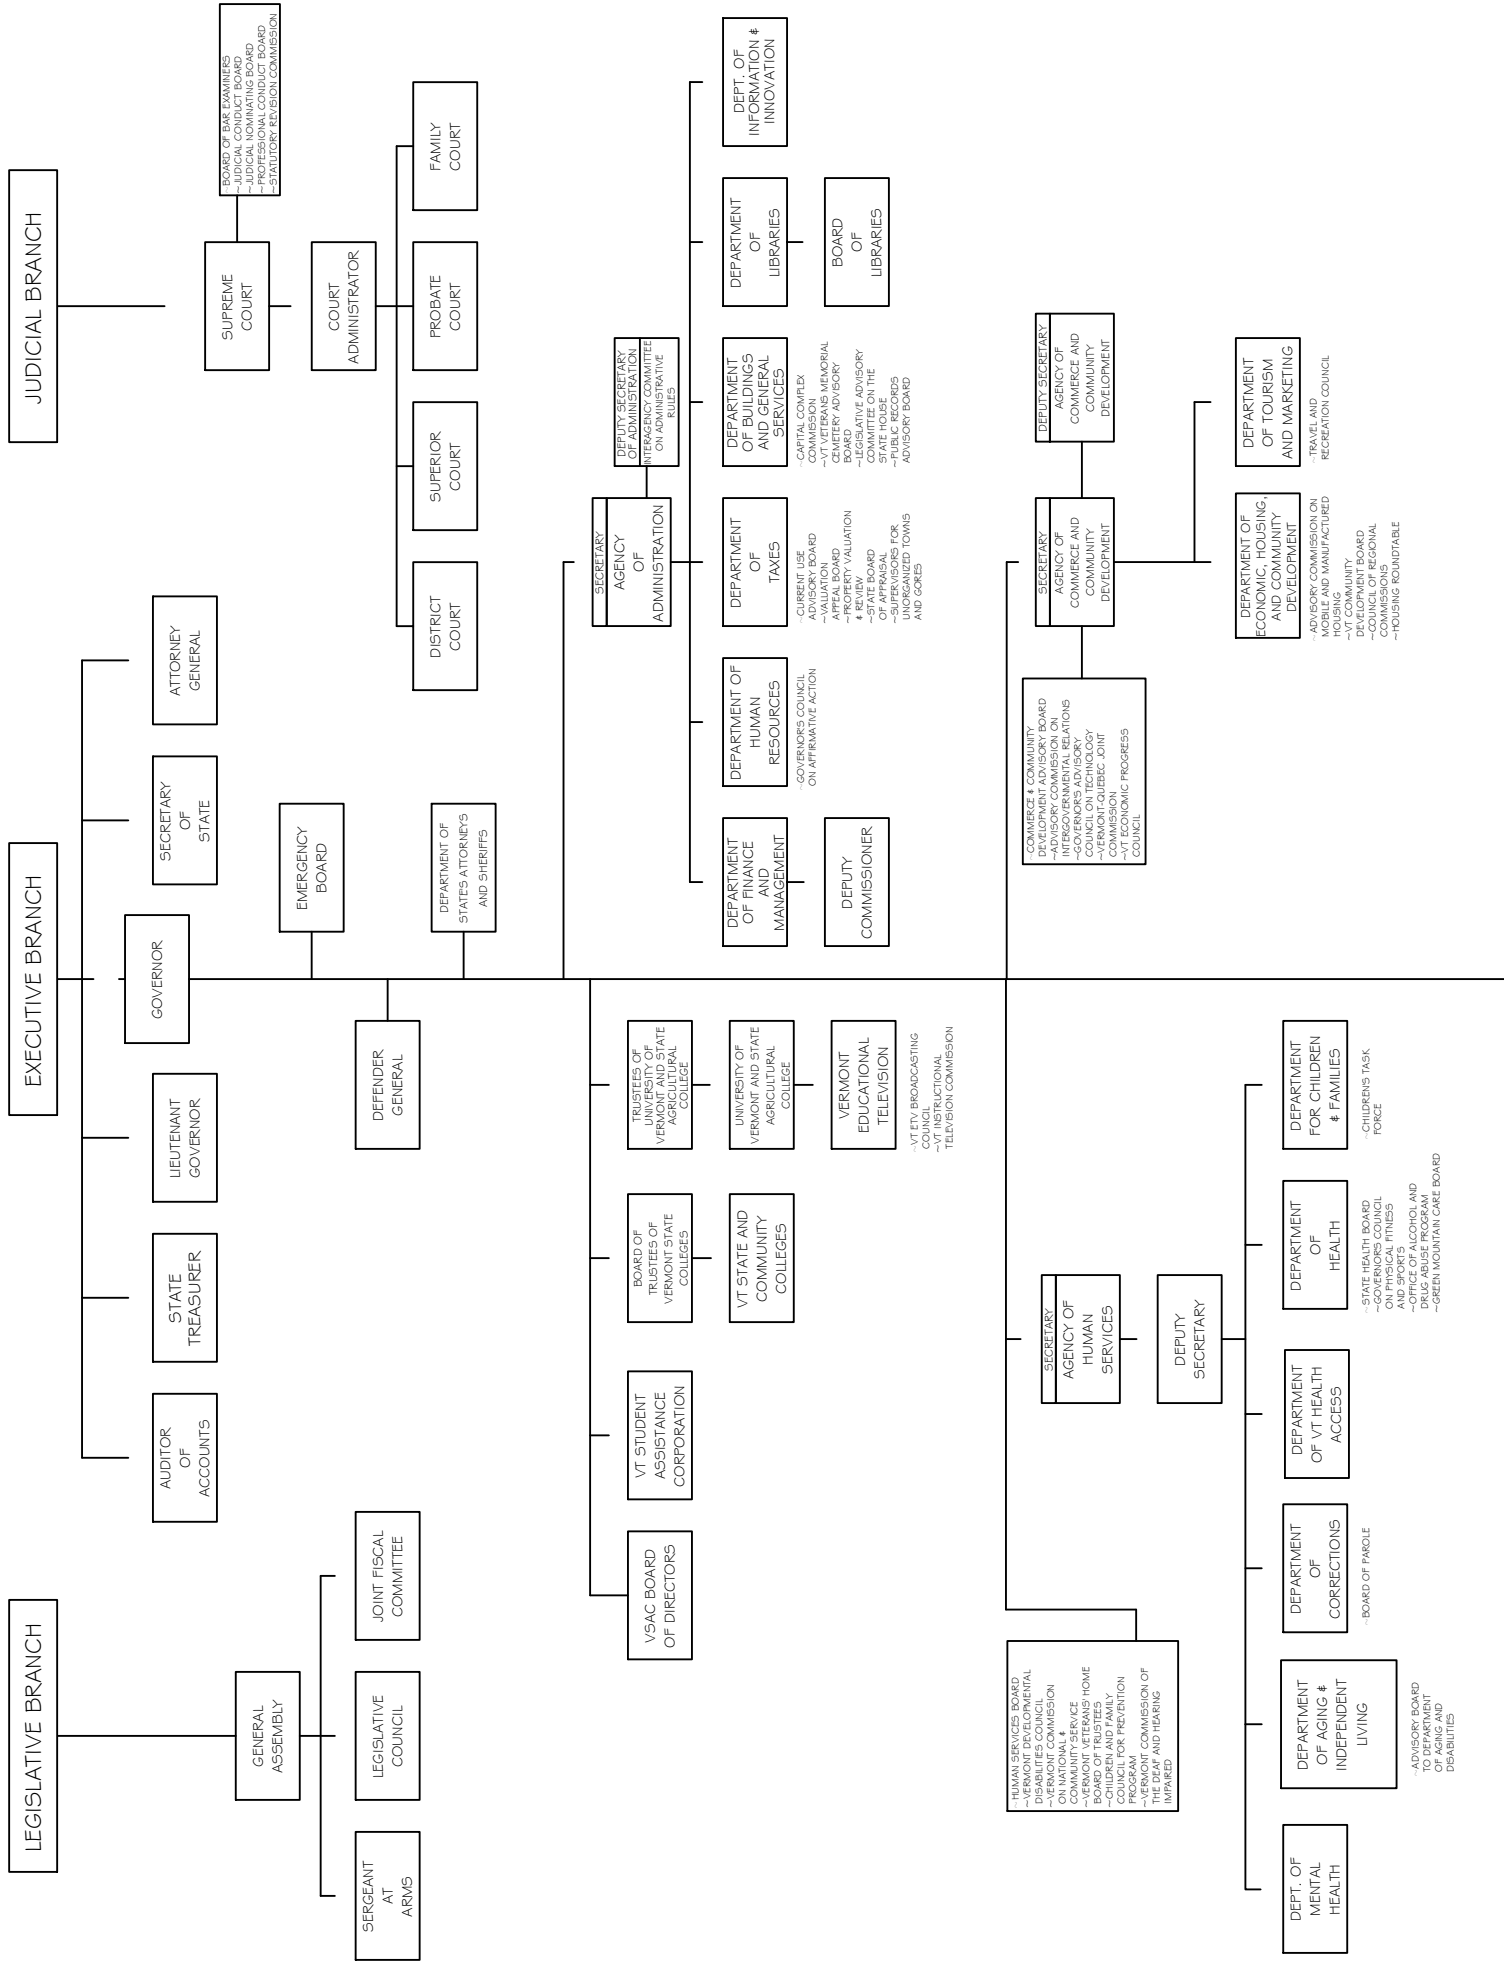 LEGISLATIVE BRANCH
EXECUTIVE BRANCH
JUDICIAL BRANCH
GENERAL
ASSEMBLY
SERGEANT
AT
ARMS
LEGISLATIVE
COUNCIL
JOINT FISCAL
COMMITTEE
AUDITOR
OF
ACCOUNTS
STATE
TREASURER
LIEUTENANT
GOVERNOR
GOVERNOR
SECRETARY
OF
STATE
ATTORNEY
GENERAL
EMERGENCY
BOARD
DEFENDER
GENERAL
DEPARTMENT OF
STATE'S ATTORNEYS
AND SHERIFFS
SUPREME
COURT
~BOARD OF BAR EXAMINERS
~JUDICIAL CONDUCT BOARD
~JUDICIAL NOMINATING BOARD
~PROFESSIONAL CONDUCT BOARD
~STATUTORY REVISION COMMISSION
COURT
ADMINISTRATOR
DISTRICT
COURT
SUPERIOR
COURT
PROBATE
COURT
FAMILY
COURT
VSAC BOARD
OF DIRECTORS
VT STUDENT
ASSISTANCE
CORPORATION
BOARD OF
TRUSTEES OF
VERMONT STATE
COLLEGES
VT STATE AND
COMMUNITY
COLLEGES
TRUSTEES OF
UNIVERSITY OF
VERMONT AND STATE
AGRICULTURAL
COLLEGE
UNIVERSITY OF
VERMONT AND STATE
AGRICULTURAL
COLLEGE
VERMONT
EDUCATIONAL
TELEVISION
~VT ETV BROADCASTING
COUNCIL
~VT INSTRUCTIONAL
TELEVISION COMMISSION
SECRETARY
AGENCY
OF
ADMINISTRATION
DEPUTY SECRETARY
OF ADMINISTRATION
INTERAGENCY COMMITTEE
ON ADMINISTRATIVE
RULES
DEPARTMENT
OF FINANCE
AND
MANAGEMENT
DEPUTY
COMMISSIONER
DEPARTMENT OF
HUMAN
RESOURCES
~GOVERNOR'S COUNCIL
ON AFFIRMATIVE ACTION
DEPARTMENT
OF
TAXES
~CURRENT USE
ADVISORY BOARD
~VALUATION
APPEAL BOARD
~PROPERTY VALUATION
& REVIEW
~STATE BOARD
OF APPRAISAL
~SUPERVISORS FOR
UNORGANIZED TOWNS
AND GORES
DEPARTMENT
OF BUILDINGS
AND GENERAL
SERVICES
~CAPITAL COMPLEX
COMMISSION
~VT VETERANS MEMORIAL
CEMETERY ADVISORY
BOARD
~LEGISLATIVE ADVISORY
COMMITTEE ON THE
STATE HOUSE
~PUBLIC RECORDS
ADVISORY BOARD
DEPARTMENT
OF
LIBRARIES
BOARD
OF
LIBRARIES
DEPT. OF
INFORMATION &
INNOVATION
~HUMAN SERVICES BOARD
~VERMONT DEVELOPMENTAL
DISABILITIES COUNCIL
~VERMONT COMMISSION
ON NATIONAL &
COMMUNITY SERVICE
~VERMONT VETERANS' HOME
BOARD OF TRUSTEES
~CHILDREN AND FAMILY
COUNCIL FOR PREVENTION
PROGRAM
~VERMONT COMMISSION OF
THE DEAF AND HEARING
IMPAIRED
SECRETARY
AGENCY OF
HUMAN
SERVICES
DEPUTY
SECRETARY
DEPT. OF
MENTAL
HEALTH
DEPARTMENT
OF AGING &
INDEPENDENT
LIVING
~ADVISORY BOARD
TO DEPARTMENT
OF AGING AND
DISABILITIES
DEPARTMENT
OF
CORRECTIONS
~BOARD OF PAROLE
DEPARTMENT
OF VT HEALTH
ACCESS
DEPARTMENT
OF
HEALTH
~STATE HEALTH BOARD
~GOVERNOR'S COUNCIL
ON PHYSICAL FITNESS
AND SPORTS
~OFFICE OF ALCOHOL AND
DRUG ABUSE PROGRAM
~GREEN MOUNTAIN CARE BOARD
DEPARTMENT
FOR CHILDREN
& FAMILIES
~CHILDREN'S TASK
FORCE
~COMMERCE & COMMUNITY
DEVELOPMENT ADVISORY BOARD
~ADVISORY COMMISSION ON
INTERGOVERNMENTAL RELATIONS
~GOVERNOR'S ADVISORY
COUNCIL ON TECHNOLOGY
~VERMONT-QUEBEC JOINT
COMMISSION
~VT ECONOMIC PROGRESS
COUNCIL
SECRETARY
AGENCY OF
COMMERCE AND
COMMUNITY
DEVELOPMENT
DEPUTY SECRETARY
AGENCY OF
COMMERCE AND
COMMUNITY
DEVELOPMENT
DEPARTMENT OF
ECONOMIC, HOUSING,
AND COMMUNITY
DEVELOPMENT
~ADVISORY COMMISSION ON
MOBILE AND MANUFACTURED
HOUSING
~VT COMMUNITY
DEVELOPMENT BOARD
~COUNCIL OF REGIONAL
COMMISSIONS
~HOUSING ROUNDTABLE
DEPARTMENT
OF TOURISM
AND MARKETING
~TRAVEL AND
RECREATION COUNCIL